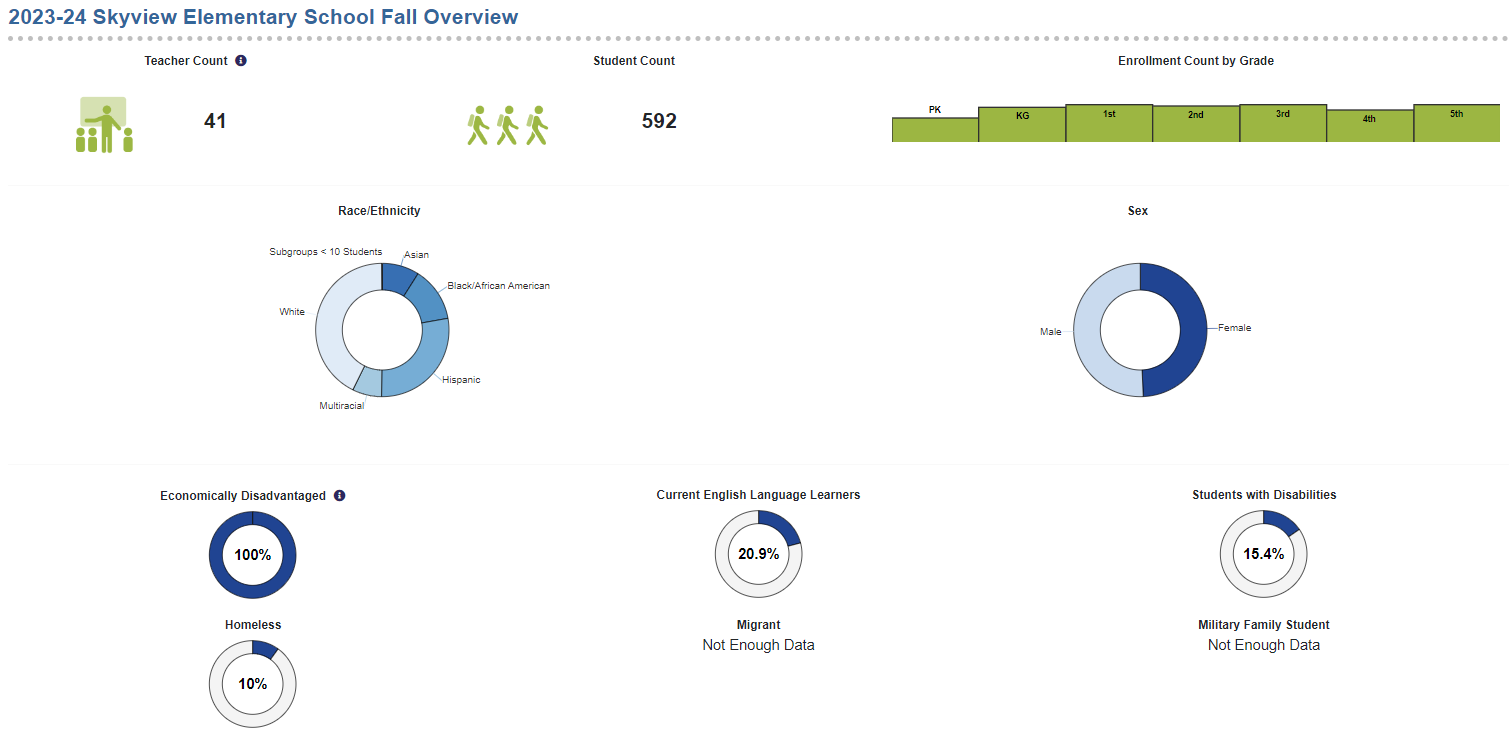 2023-24 Skyview Elementary School Fall Overview
Teacher Count
41
Student Count
592
Enrollment Count by Grade
PK
KG
1st
2nd
3rd
4th
5th
Race/Ethnicity
Subgroups < 10 Students
Asian
Black/African American
White
Hispanic
Multiracial
Sex
Male
Female
Economically Disadvantaged
100%
Current English Language Learners
20.9%
Students with Disabilities
15.4%
Homeless
10%
Migrant
Not Enough Data
Military Family Student
Not Enough Data